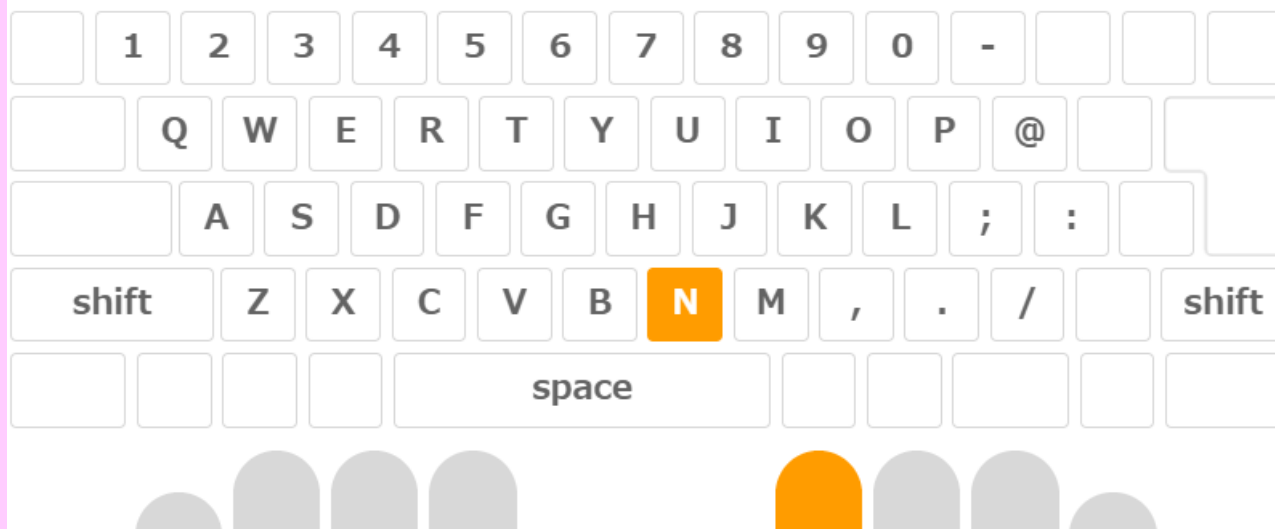 1 2 3 4 5 6 7 8 9 0 -
Q W E R T Y U I O P @
A S D F G H J K L ; :
shift Z X C V B N M , . / shift
space